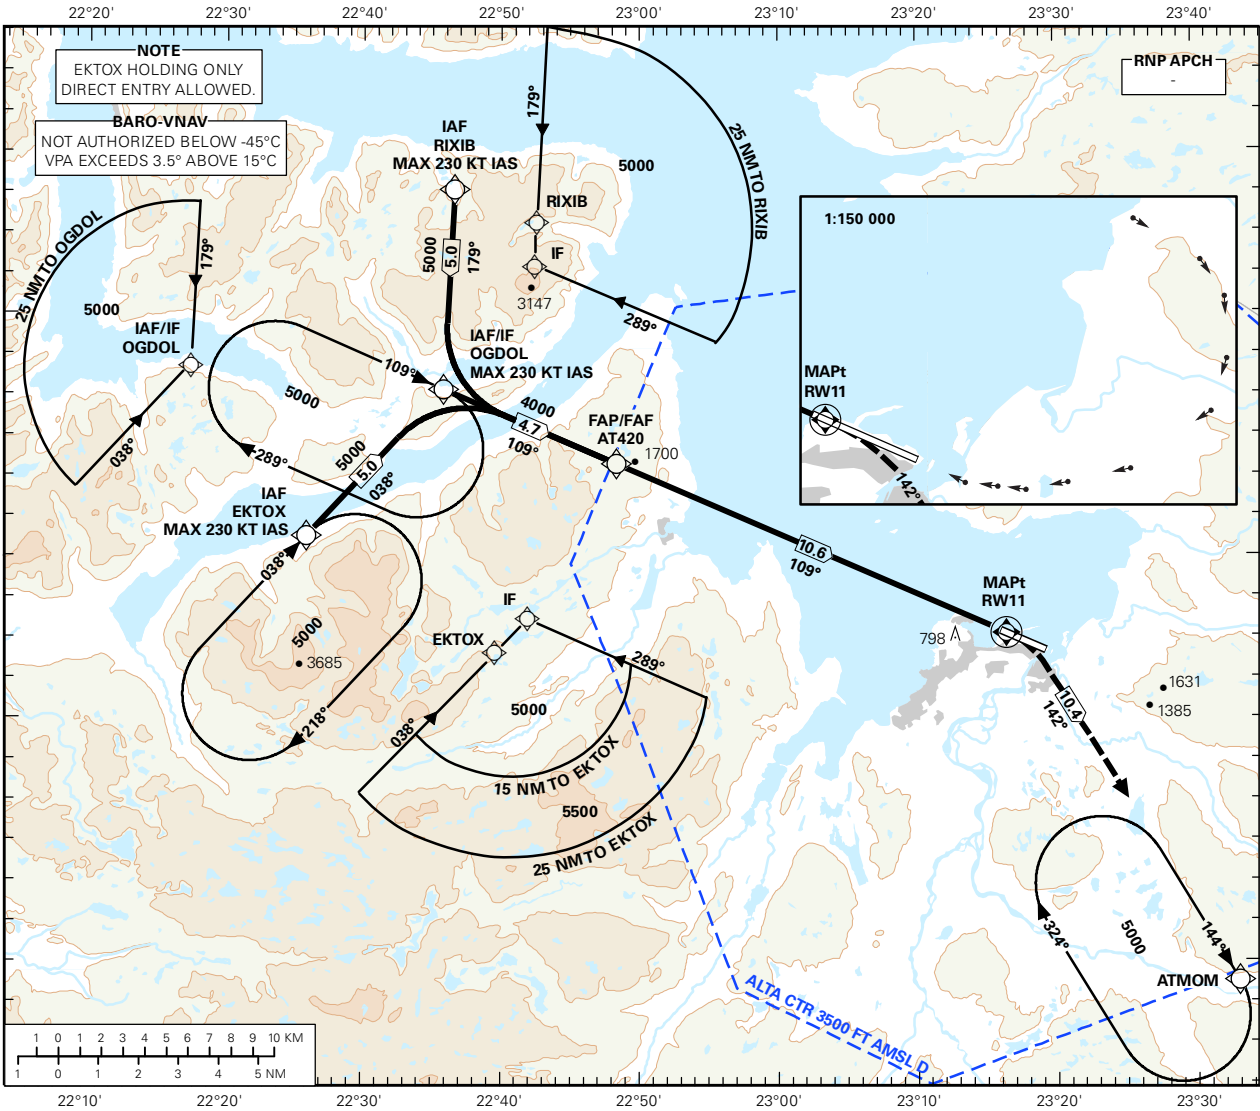 22°20' 22°30' 22°40' 22°50' 23°00' 23°10' 23°20' 23°30' 23°40'
NOTE
EKTOX HOLDING ONLY
DIRECT ENTRY ALLOWED.
BARO-VNAV
NOT AUTHORIZED BELOW -45°C
VPA EXCEEDS 3.5° ABOVE 15°C
RNP APCH
-
IAF
RIXIB
MAX 230 KT IAS
179°
5000
25 NM TO RIXIB
RIXIB
IF
3147
289°
5000
5.0
179°
25 NM TO OGDOL
179°
5000
IAF/IF
OGDOL
038°
IAF/IF
OGDOL
MAX 230 KT IAS
109°
5000
289°
4000
4.7
109°
FAP/FAF
AT420
1700
5000
5.0
038°
IAF
EKTOX
MAX 230 KT IAS
038°
5000
3685
218°
IF
EKTOX
289°
038°
5000
15 NM TO EKTOX
5500
25 NM TO EKTOX
10.6
109°
1:150 000
MAPt
RW11
142°
MAPt
RW11
798
10.4
142°
1631
1385
324°
5000
144°
ATMOM
ALTA CTR 3500 FT AMSL D
1 0 1 2 3 4 5 6 7 8 9 10 KM
1 0 1 2 3 4 5 NM
22°10' 22°20' 22°30' 22°40' 22°50' 23°00' 23°10' 23°20' 23°30'